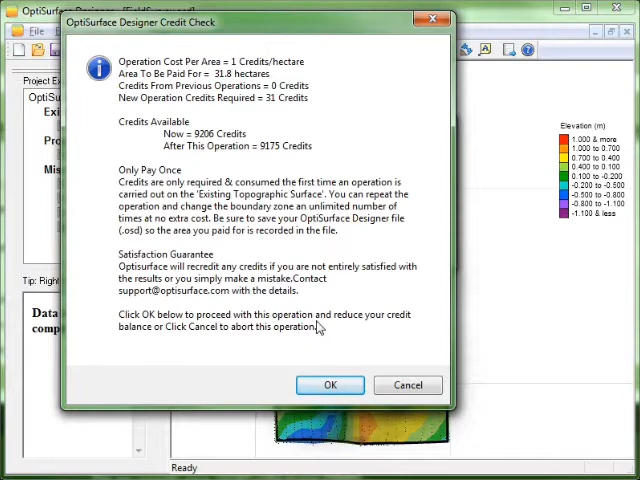 OptiSurface Designer Credit Check
File
Operation Cost Per Area = 1 Credits/hectare
Area To Be Paid For = 31.8 hectares
Credits From Previous Operations = 0 Credits
New Operation Credits Required = 31 Credits
Credits Available
Now = 9206 Credits
After This Operation = 9175 Credits
Only Pay Once
Credits are only required & consumed the first time an operation is
carried out on the 'Existing Topographic Surface'. You can repeat the
operation and change the boundary zone an unlimited number of
times at no extra cost. Be sure to save your OptiSurface Designer file
(.osd) so the area you paid for is recorded in the file.
Satisfaction Guarantee
Optisurface will recredit any credits if you are not entirely satisfied with
the results or you simply make a mistake.Contact
support@optisurface.com with the details.
Click OK below to proceed with this operation and reduce your credit
balance or Click Cancel to abort this operation.
OK
Cancel
Elevation (m)
1.000 & more
1.000 to 0.700
0.700 to 0.400
0.400 to 0.100
0.100 to -0.200
-0.200 to -0.500
-0.500 to -0.800
-0.800 to -1.100
-1.100 & less
Project Ex
OptiS
Exi
Pro
Mis
Tip: Right
Data
comp
Ready